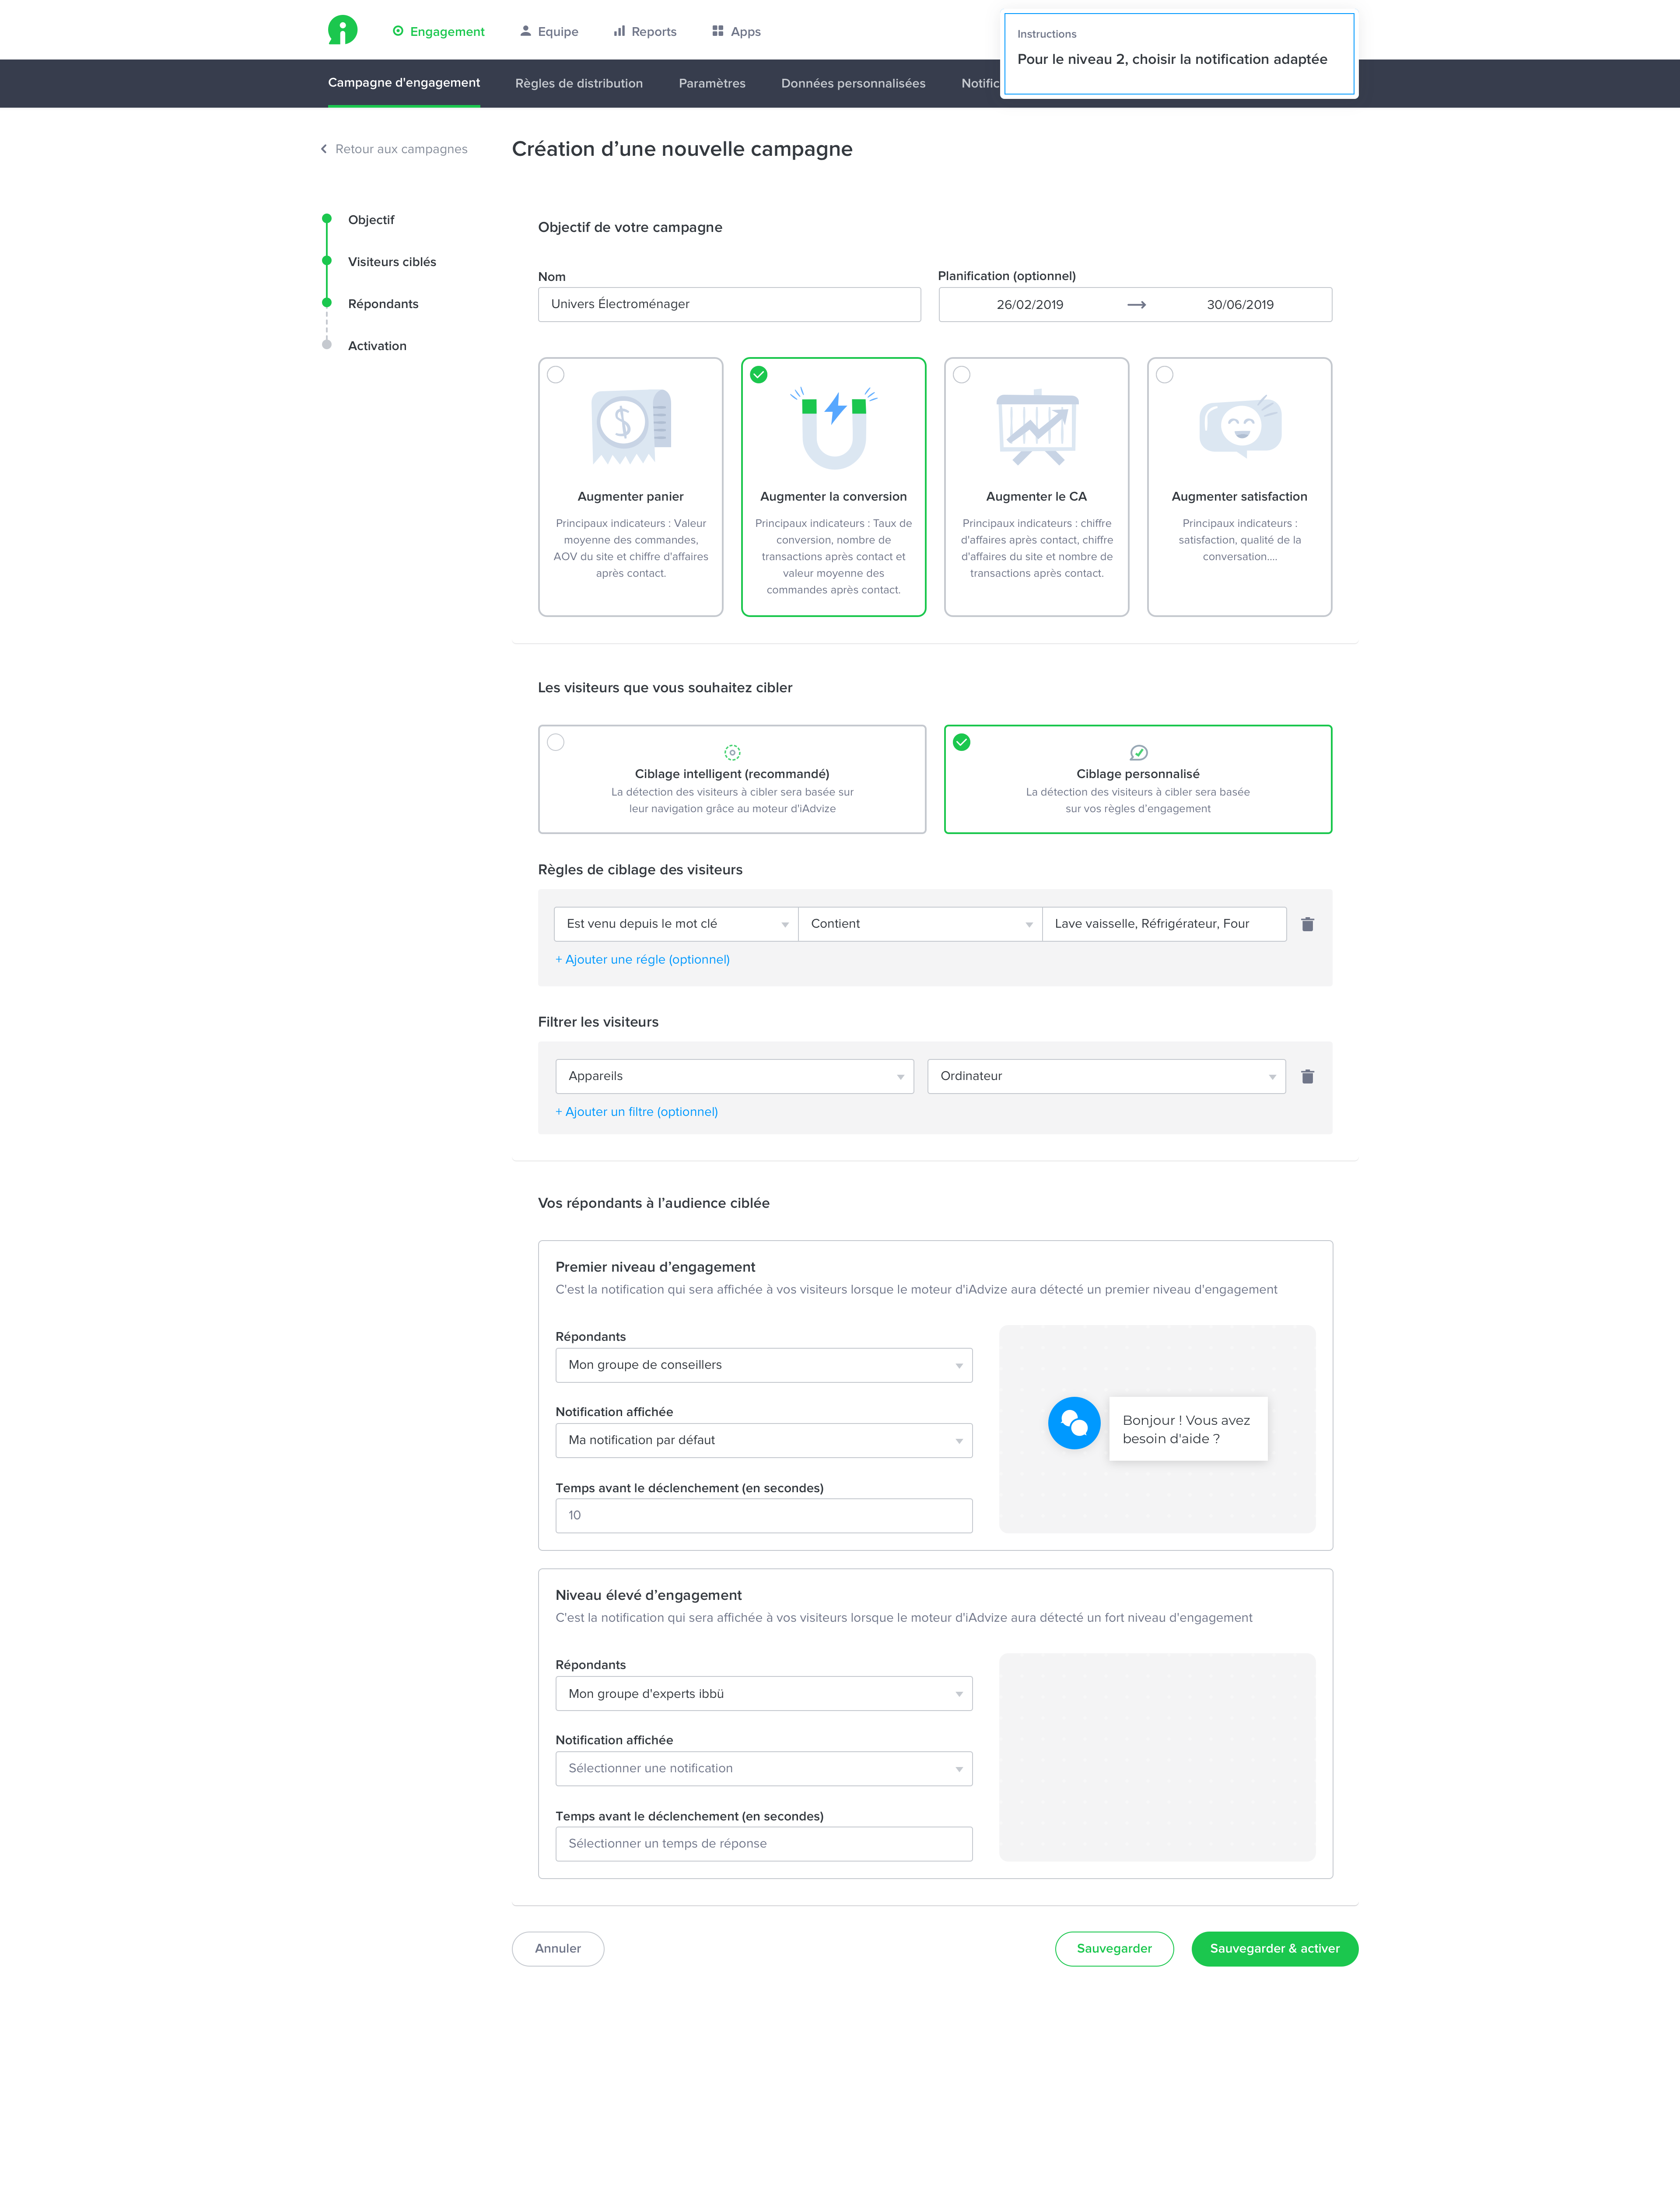 Engagement
Equipe
Reports
Apps
Instructions
Pour le niveau 2, choisir la notification adaptée
Campagne d'engagement
Règles de distribution
Paramètres
Données personnalisées
Notific
Retour aux campagnes
Création d’une nouvelle campagne
Objectif
Visiteurs ciblés
Répondants
Activation
Objectif de votre campagne
Nom
Univers Électroménager
Planification (optionnel)
26/02/2019
30/06/2019
Augmenter panier
Principaux indicateurs : Valeur
moyenne des commandes,
AOV du site et chiffre d'affaires
après contact.
Augmenter la conversion
Principaux indicateurs : Taux de
conversion, nombre de
transactions après contact et
valeur moyenne des
commandes après contact.
Augmenter le CA
Principaux indicateurs : chiffre
d'affaires après contact, chiffre
d'affaires du site et nombre de
transactions après contact.
Augmenter satisfaction
Principaux indicateurs :
satisfaction, qualité de la
conversation....
Les visiteurs que vous souhaitez cibler
Ciblage intelligent (recommandé)
La détection des visiteurs à cibler sera basée sur
leur navigation grâce au moteur d'iAdvize
Ciblage personnalisé
La détection des visiteurs à cibler sera basée
sur vos règles d'engagement
Règles de ciblage des visiteurs
Est venu depuis le mot clé
Contient
Lave vaisselle, Réfrigérateur, Four
+ Ajouter une régle (optionnel)
Filtrer les visiteurs
Appareils
Ordinateur
+ Ajouter un filtre (optionnel)
Vos répondants à l’audience ciblée
Premier niveau d’engagement
C'est la notification qui sera affichée à vos visiteurs lorsque le moteur d'iAdvize aura détecté un premier niveau d'engagement
Répondants
Mon groupe de conseillers
Notification affichée
Ma notification par défaut
Temps avant le déclenchement (en secondes)
10
Bonjour ! Vous avez
besoin d'aide ?
Niveau élevé d’engagement
C'est la notification qui sera affichée à vos visiteurs lorsque le moteur d'iAdvize aura détecté un fort niveau d'engagement
Répondants
Mon groupe d'experts ibbü
Notification affichée
Sélectionner une notification
Temps avant le déclenchement (en secondes)
Sélectionner un temps de réponse
Annuler
Sauvegarder
Sauvegarder & activer